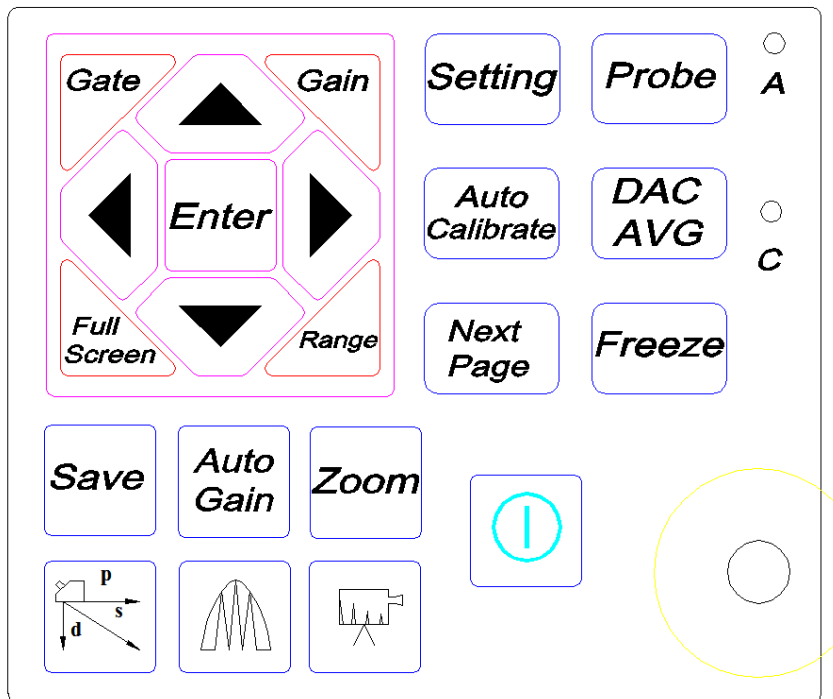 Gate
Gain
Setting
Probe
A
Enter
Auto
Calibrate
DAC
AVG
C
Full
Screen
Range
Next
Page
Freeze
Save
Auto
Gain
Zoom
p
s
d